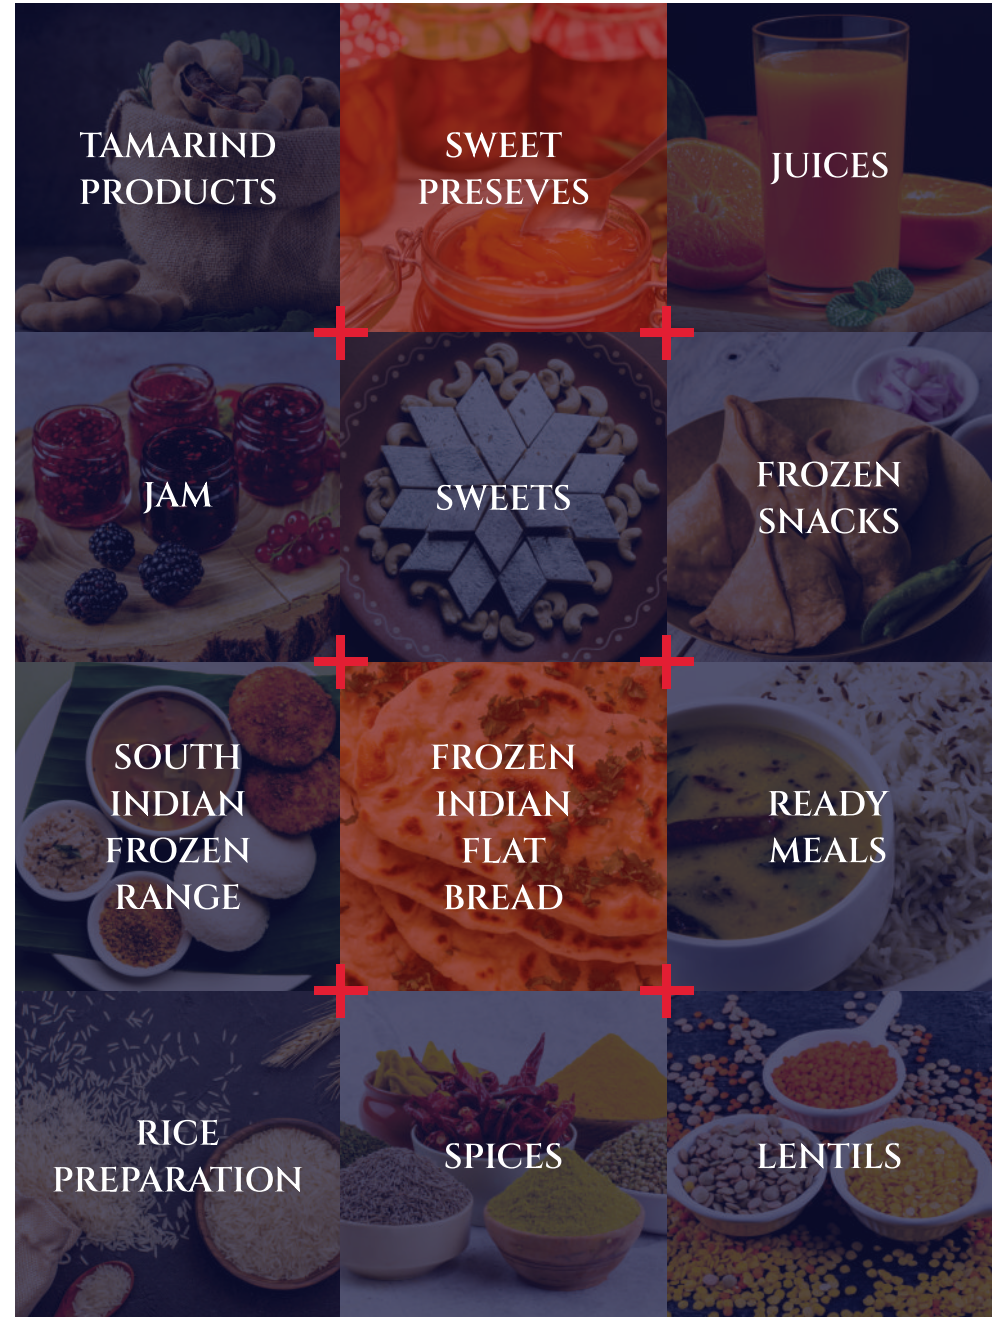 TAMARIND
PRODUCTS
SWEET
PRESEVES
JUICES
JAM
SWEETS
FROZEN
SNACKS
SOUTH
INDIAN
FROZEN
RANGE
FROZEN
INDIAN
FLAT
BREAD
READY
MEALS
RICE
PREPARATION
SPICES
LENTILS